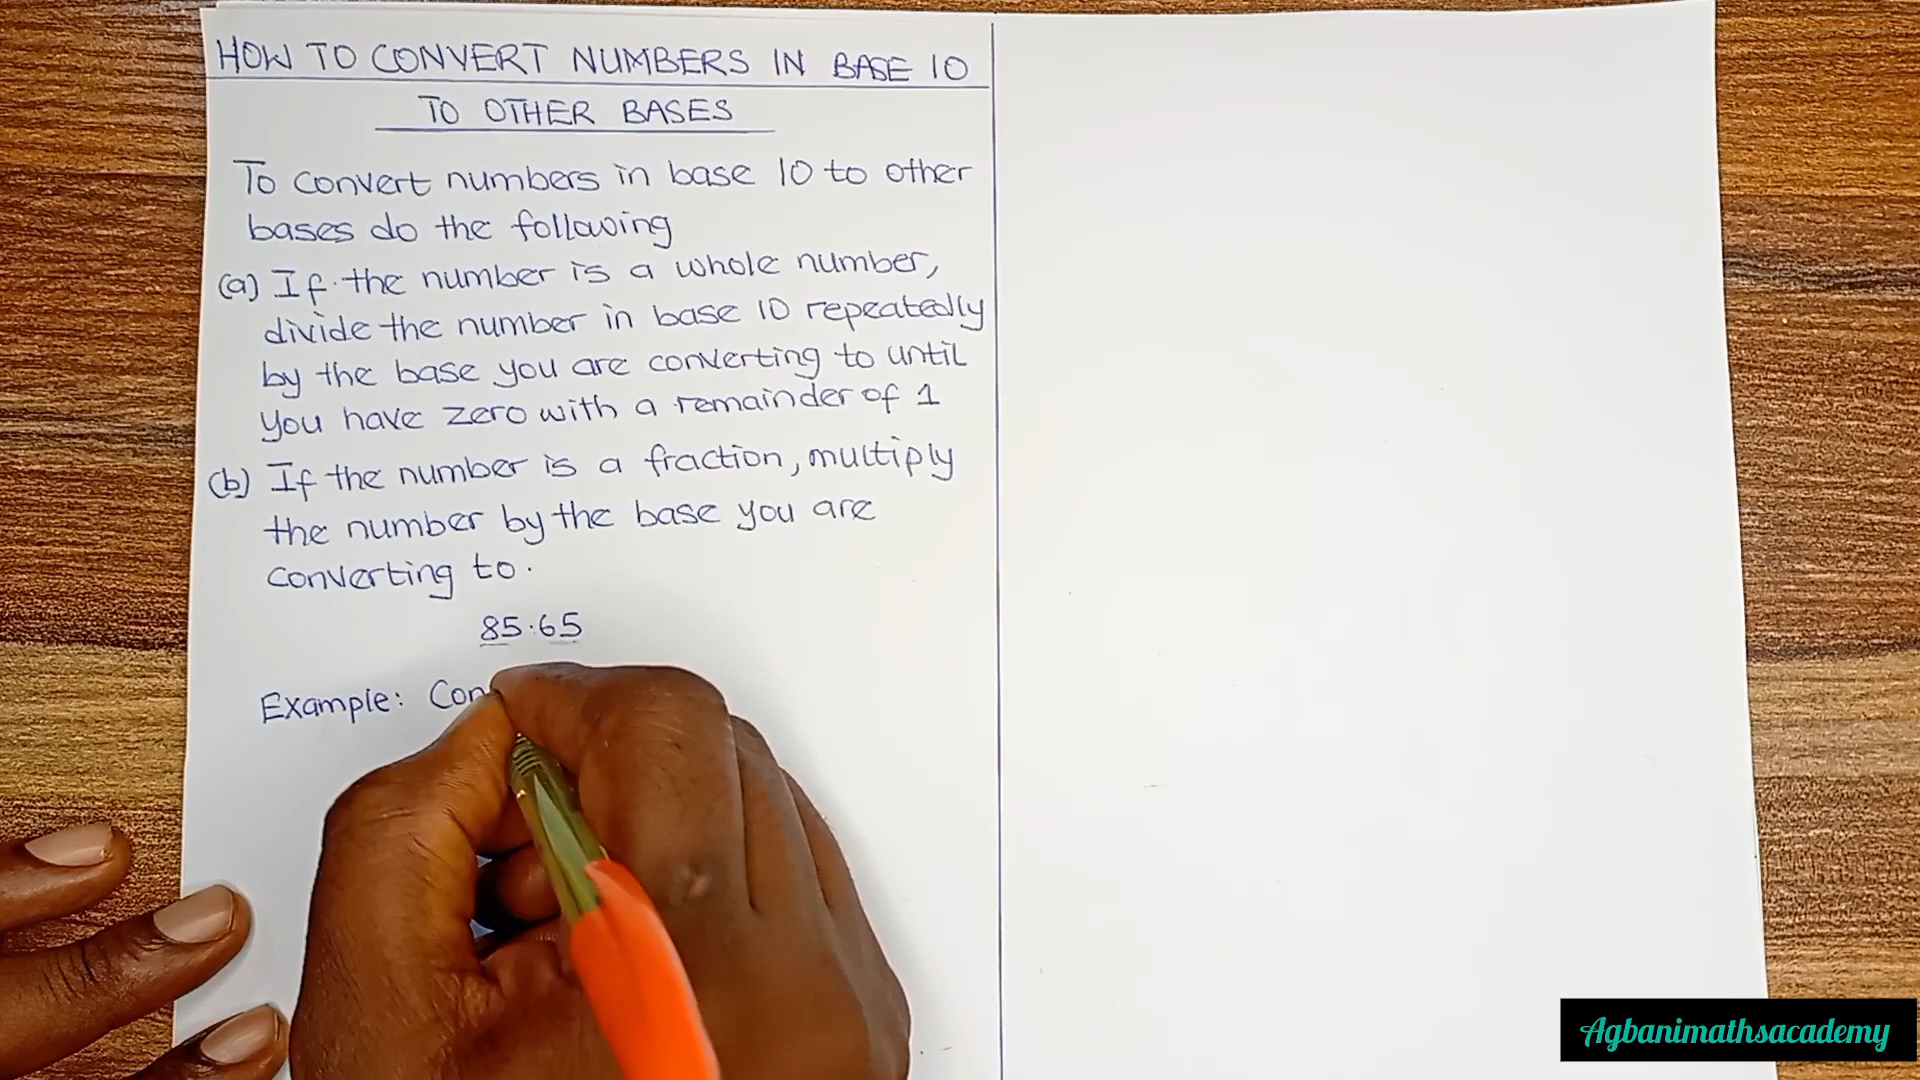 HOW TO CONVERT NUMBERS IN BASE 10
TO OTHER BASES
To convert numbers in base 10 to other
bases do the following
(a) If the number is a whole number,
divide the number in base 10 repeatedly
by the base you are converting to until
you have zero with a remainder of 1
(b) If the number is a fraction, multiply
the number by the base you are
converting to.
85.65
Example: Con
Agbanimathsacademy